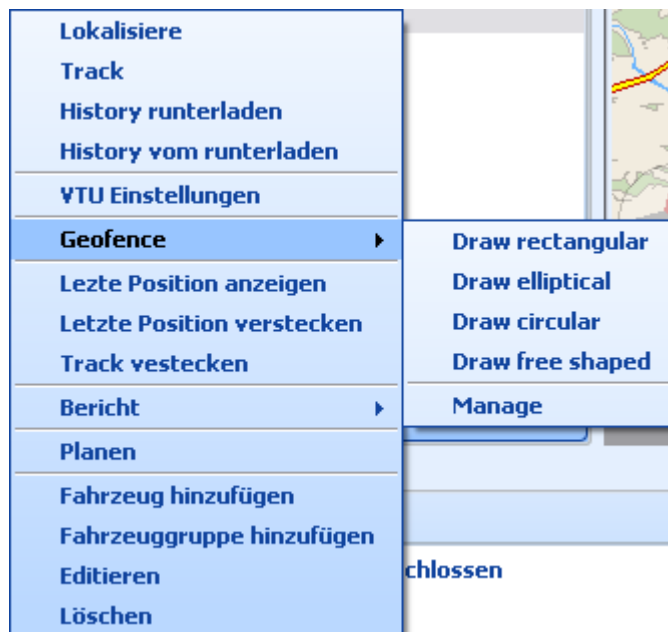 Lokalisiere
Track
History runterladen
History vom runterladen
VTU Einstellungen
Geofence
Draw rectangular
Draw elliptical
Draw circular
Draw free shaped
Manage
Lezte Position anzeigen
Letzte Position verstecken
Track vestecken
Bericht
Planen
Fahrzeug hinzufügen
Fahrzeuggruppe hinzufügen
Editieren
Löschen
chlossen